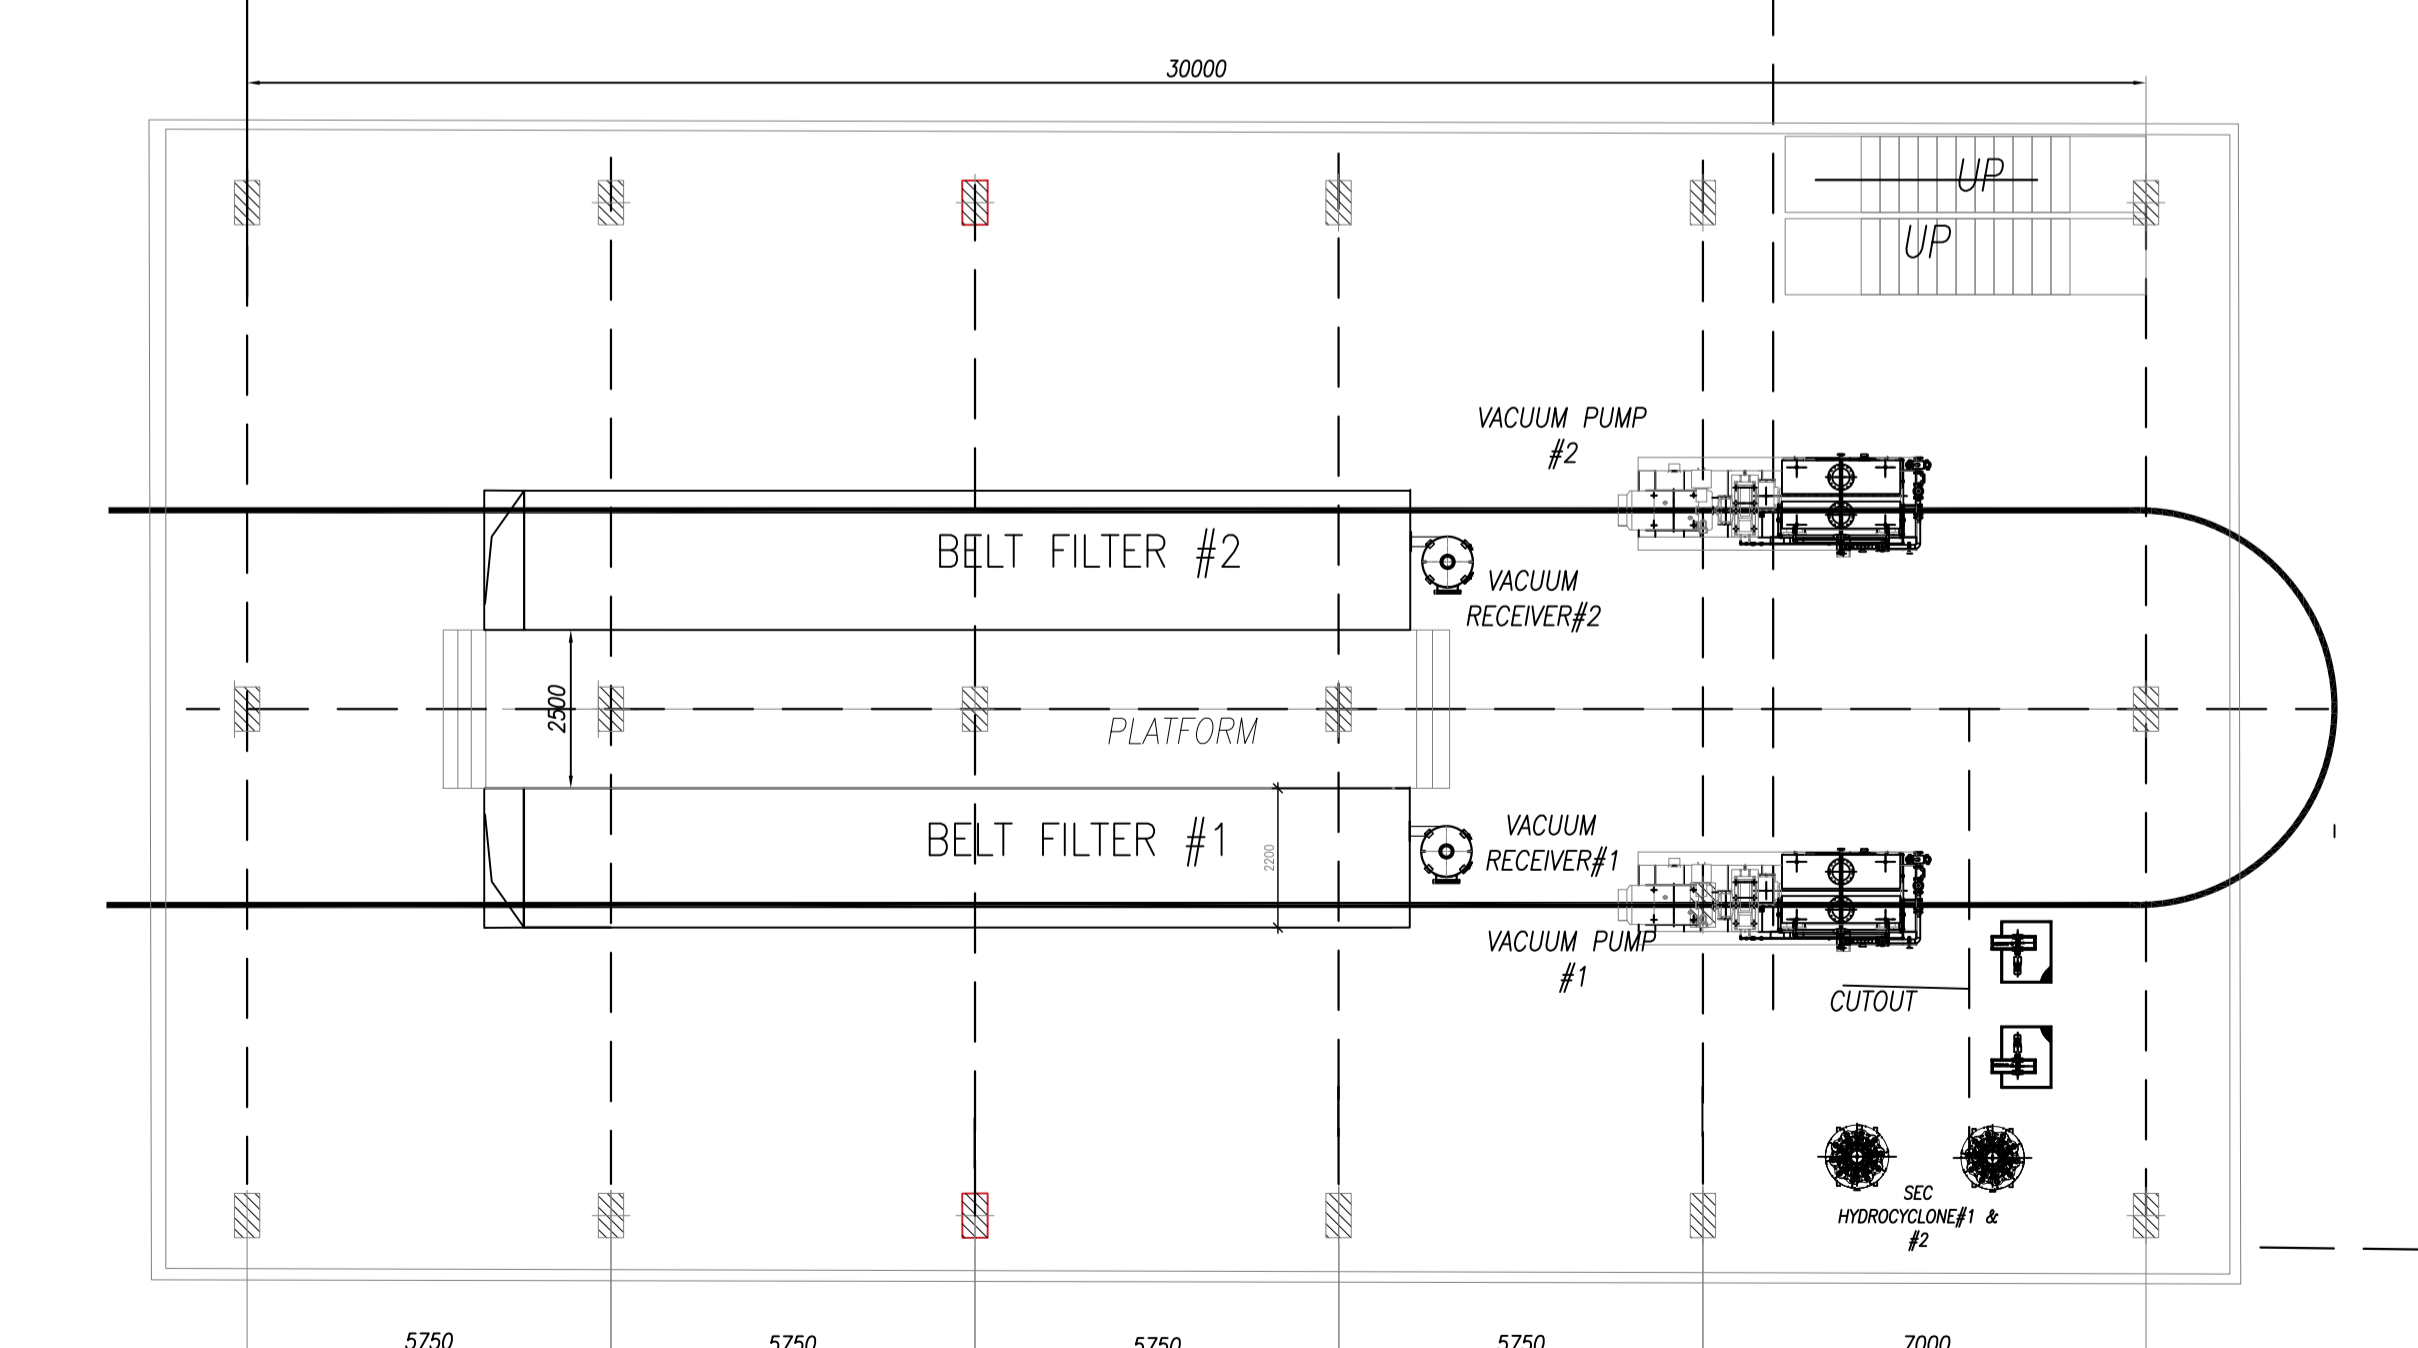 30000
UP
UP
VACUUM PUMP
#2
BELT FILTER #2
VACUUM
RECEIVER#2
2500
PLATFORM
BELT FILTER #1
2200
VACUUM
RECEIVER#1
VACUUM PUMP
#1
CUTOUT
SEC
HYDROCYCLONE#1 &
#2
5750
5750
5750
5750
7000